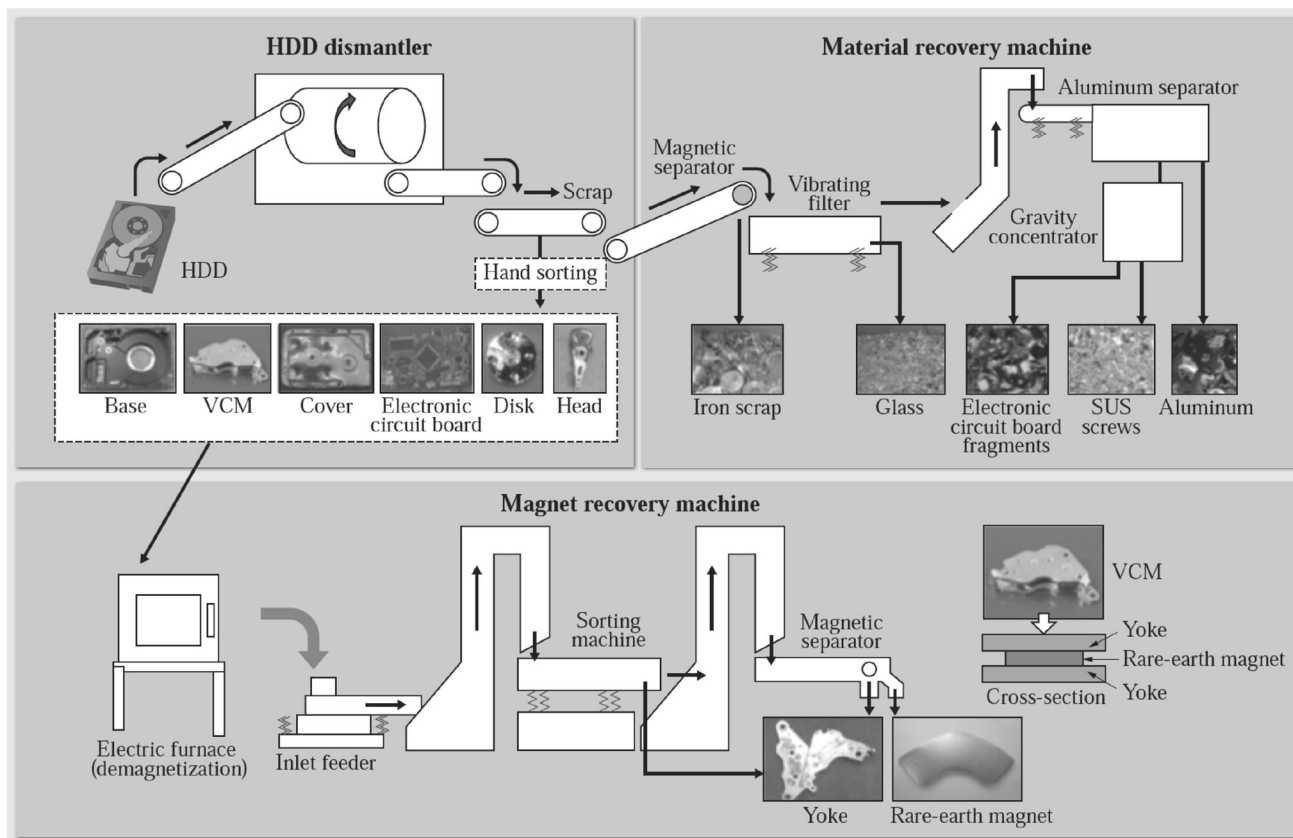 HDD dismantler
HDD
Scrap
Hand sorting
Base
VCM
Cover
Electronic
circuit board
Disk
Head
Material recovery machine
Magnetic
separator
Vibrating
filter
Gravity
concentrator
Aluminum separator
Iron scrap
Glass
Electronic
circuit board
fragments
SUS
screws
Aluminum
Magnet recovery machine
Electric furnace
(demagnetization)
Inlet feeder
Sorting
machine
Magnetic
separator
Yoke
Rare-earth magnet
VCM
Yoke
Rare-earth magnet
Yoke
Cross-section